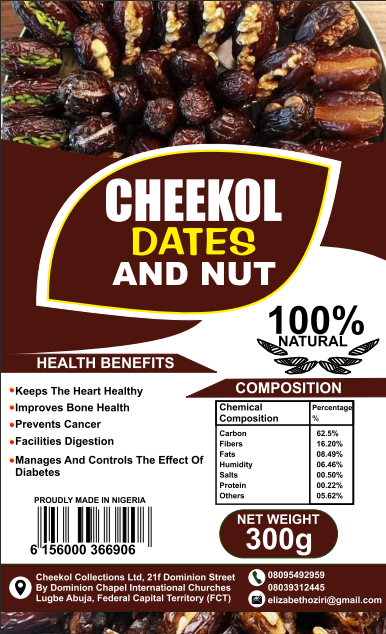 CHEEKOL
DATES
AND NUT
100%
NATURAL
HEALTH BENEFITS
Keeps The Heart Healthy
Improves Bone Health
Prevents Cancer
Facilities Digestion
Manages And Controls The Effect Of
Diabetes
COMPOSITION
Chemical Composition Percentage %
Carbon 62.5%
Fibers 16.20%
Fats 08.49%
Humidity 06.46%
Salts 00.50%
Protein 00.22%
Others 05.62%
PROUDLY MADE IN NIGERIA
6 156000 366906
NET WEIGHT
300g
Cheekol Collections Ltd, 21f Dominion Street
By Dominion Chapel International Churches
Lugbe Abuja, Federal Capital Territory (FCT)
08095492959
08039312445
elizabethoziri@gmail.com